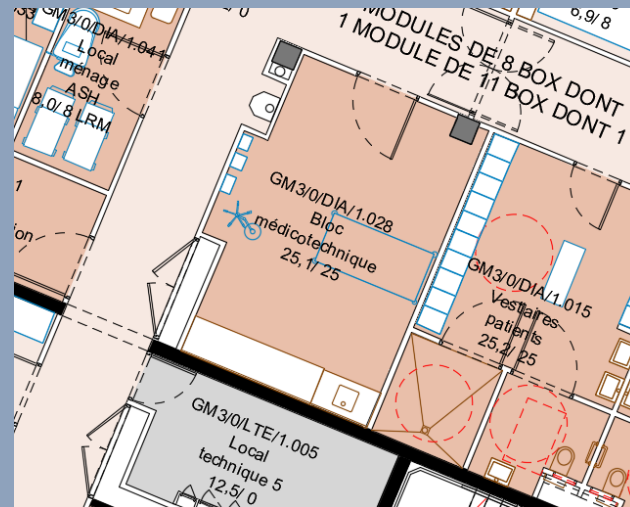 GM3/0/DIA/1.041
Local
ménage
ASH
8,0/ 8 LRM
6,9/ 8
MODULES DE 8 BOX DONT
1 MODULE DE 11 BOX DONT 1
GM3/0/DIA/1.028
Bloc
médicotechnique
25,1/ 25
GM3/0/DIA/1.015
Vestiaires
patients
25,2/ 25
GM3/0/LTE/1.005
Local
technique 5
12,5/ 0